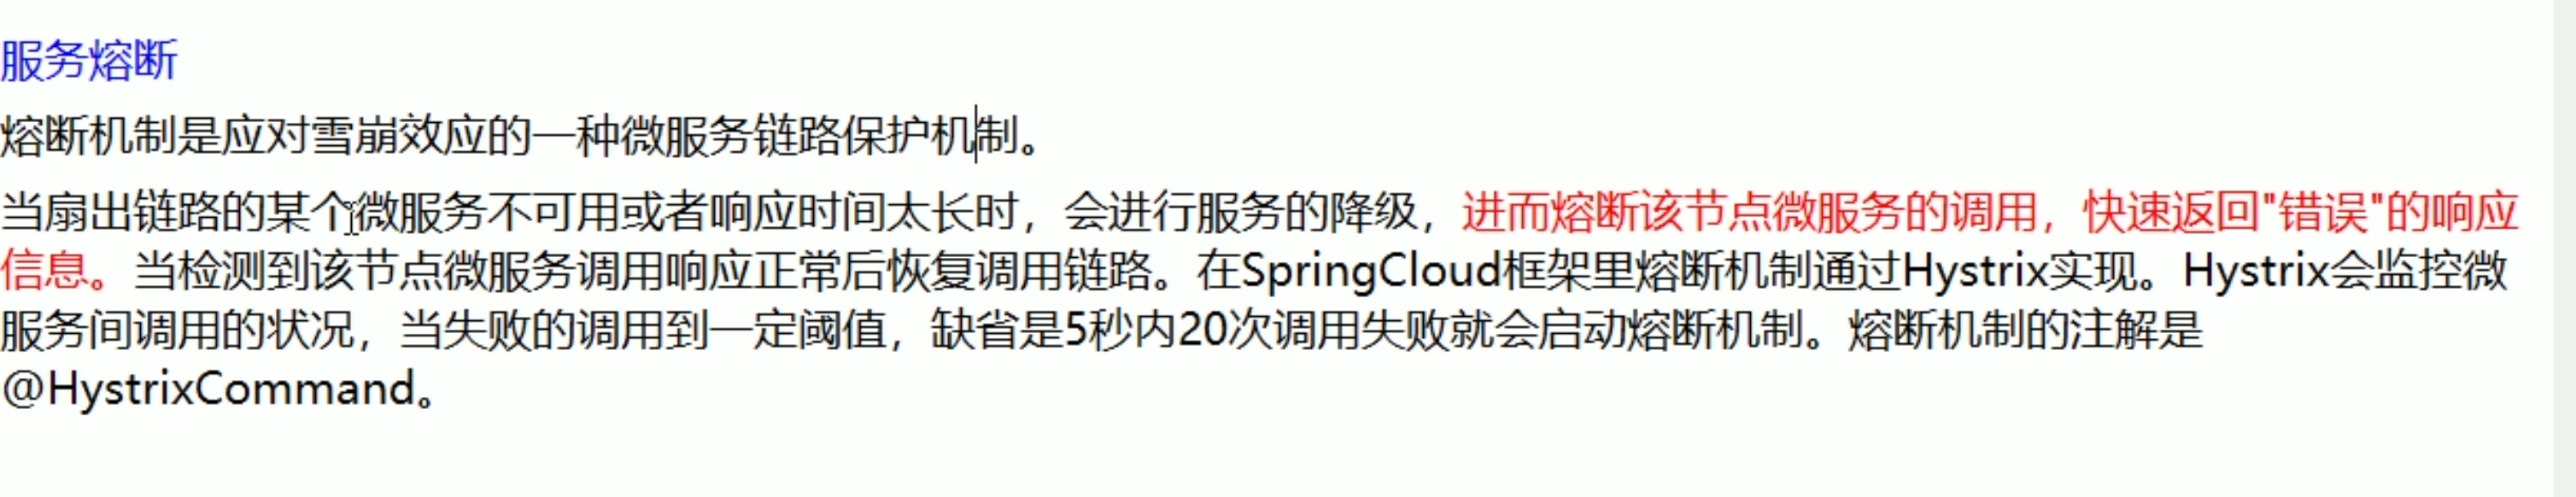 服务熔断
熔断机制是应对雪崩效应的一种微服务链路保护机制。
当扇出链路的某个微服务不可用或者响应时间太长时，会进行服务的降级，进而熔断该节点微服务的调用，快速返回"错误"的响应
信息。当检测到该节点微服务调用响应正常后恢复调用链路。在SpringCloud框架里熔断机制通过Hystrix实现。Hystrix会监控微
服务间调用的状况，当失败的调用到一定阈值，缺省是5秒内20次调用失败就会启动熔断机制。熔断机制的注解是
@HystrixCommand。